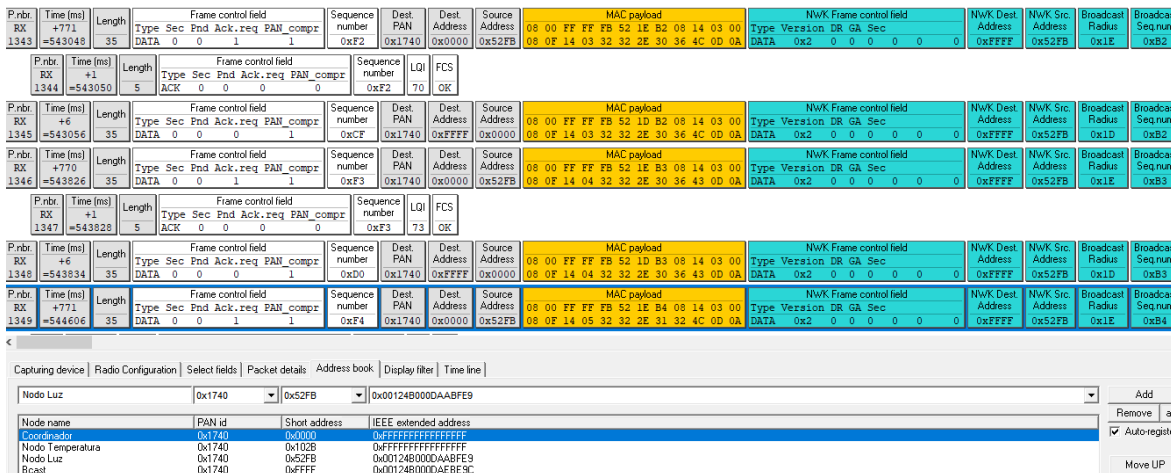 P.nbr. Time (ms) Length Frame control field Sequence Dest. Dest. Source MAC payload NWK Frame control field NWK Dest. NWK Src. Broadcast Broadcas
RX +771 Type Sec Pnd Ack.req PAN_compr number PAN Address Address 08 00 FF FF FB 52 1E B2 08 14 03 00 Type Version DR GA Sec Address Address Radius Seq.num
1343 =543048 35 DATA 0 0 1 1 0xF2 0x1740 0x0000 0x52FB 08 0F 14 03 32 32 2E 30 36 4C 0D 0A DATA 0x2 0 0 0 0 0 0 0xFFFF 0x52FB 0x1E 0xB2
P.nbr. Time (ms) Length Frame control field Sequence LQI FCS
RX +1 Type Sec Pnd Ack.req PAN_compr number
1344 =543050 5 ACK 0 0 0 0 0xF2 70 OK
P.nbr. Time (ms) Length Frame control field Sequence Dest. Dest. Source MAC payload NWK Frame control field NWK Dest. NWK Src. Broadcast Broadcas
RX +6 Type Sec Pnd Ack.req PAN_compr number PAN Address Address 08 00 FF FF FB 52 1D B2 08 14 03 00 Type Version DR GA Sec Address Address Radius Seq.num
1345 =543056 35 DATA 0 0 0 1 0xCF 0x1740 0xFFFF 0x0000 08 0F 14 03 32 32 2E 30 36 4C 0D 0A DATA 0x2 0 0 0 0 0 0 0xFFFF 0x52FB 0x1D 0xB2
P.nbr. Time (ms) Length Frame control field Sequence Dest. Dest. Source MAC payload NWK Frame control field NWK Dest. NWK Src. Broadcast Broadcas
RX +770 Type Sec Pnd Ack.req PAN_compr number PAN Address Address 08 00 FF FF FB 52 1E B3 08 14 03 00 Type Version DR GA Sec Address Address Radius Seq.num
1346 =543826 35 DATA 0 0 1 1 0xF3 0x1740 0x0000 0x52FB 08 0F 14 04 32 32 2E 30 36 43 0D 0A DATA 0x2 0 0 0 0 0 0 0xFFFF 0x52FB 0x1E 0xB3
P.nbr. Time (ms) Length Frame control field Sequence LQI FCS
RX +1 Type Sec Pnd Ack.req PAN_compr number
1347 =543828 5 ACK 0 0 0 0 0xF3 73 OK
P.nbr. Time (ms) Length Frame control field Sequence Dest. Dest. Source MAC payload NWK Frame control field NWK Dest. NWK Src. Broadcast Broadcas
RX +6 Type Sec Pnd Ack.req PAN_compr number PAN Address Address 08 00 FF FF FB 52 1D B3 08 14 03 00 Type Version DR GA Sec Address Address Radius Seq.num
1348 =543834 35 DATA 0 0 0 1 0xD0 0x1740 0xFFFF 0x0000 08 0F 14 04 32 32 2E 30 36 43 0D 0A DATA 0x2 0 0 0 0 0 0 0xFFFF 0x52FB 0x1D 0xB3
P.nbr. Time (ms) Length Frame control field Sequence Dest. Dest. Source MAC payload NWK Frame control field NWK Dest. NWK Src. Broadcast Broadcas
RX +771 Type Sec Pnd Ack.req PAN_compr number PAN Address Address 08 00 FF FF FB 52 1E B4 08 14 03 00 Type Version DR GA Sec Address Address Radius Seq.num
1349 =544606 35 DATA 0 0 1 1 0xF4 0x1740 0x0000 0x52FB 08 0F 14 05 32 32 2E 31 32 4C 0D 0A DATA 0x2 0 0 0 0 0 0 0xFFFF 0x52FB 0x1E 0xB4
Capturing device Radio Configuration Select fields Packet details Address book Display filter Time line
Nodo Luz 0x1740 0x52FB 0x00124B000DAABFE9 Add
Node name PAN id Short address IEEE extended address Remove a
Coordinador 0x1740 0x0000 0xFFFFFFFFFFFFFFFF Auto-registe
Nodo Temperatura 0x1740 0x102B 0xFFFFFFFFFFFFFFFF
Nodo Luz 0x1740 0x52FB 0x00124B000DAABFE9
Bcast 0x1740 0xFFFF 0x00124B000DAEBE9C Move UP